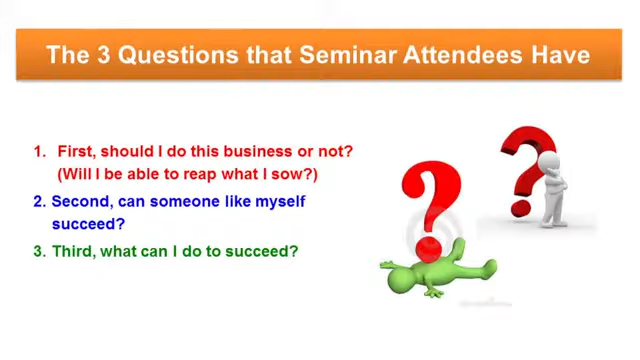 The 3 Questions that Seminar Attendees Have
1. First, should I do this business or not?
(Will I be able to reap what I sow?)
2. Second, can someone like myself
succeed?
3. Third, what can I do to succeed?